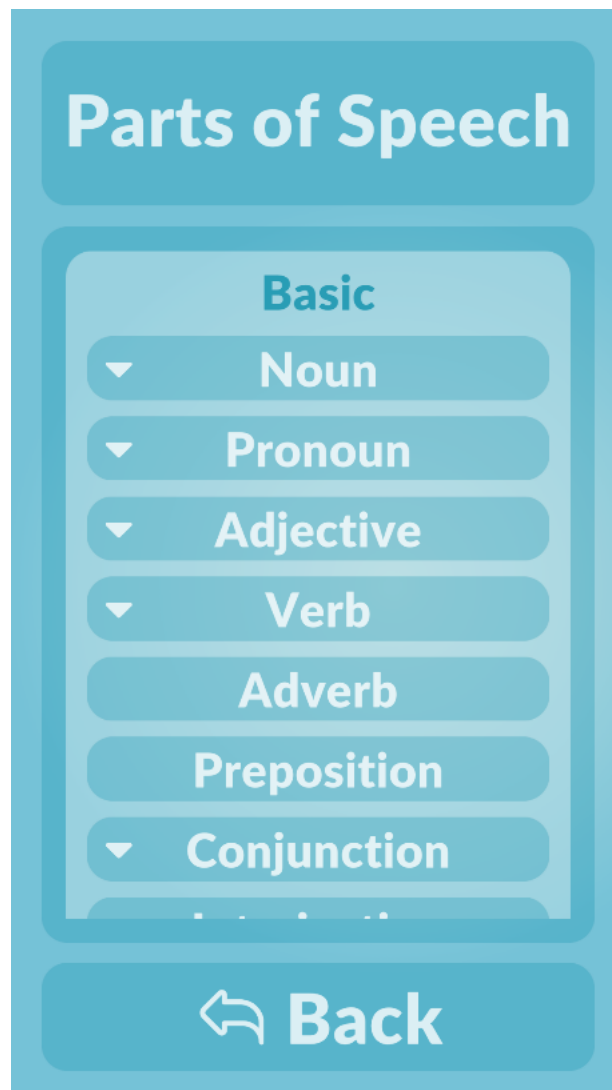 Parts of Speech
Basic
Noun
Pronoun
Adjective
Verb
Adverb
Preposition
Conjunction
Back